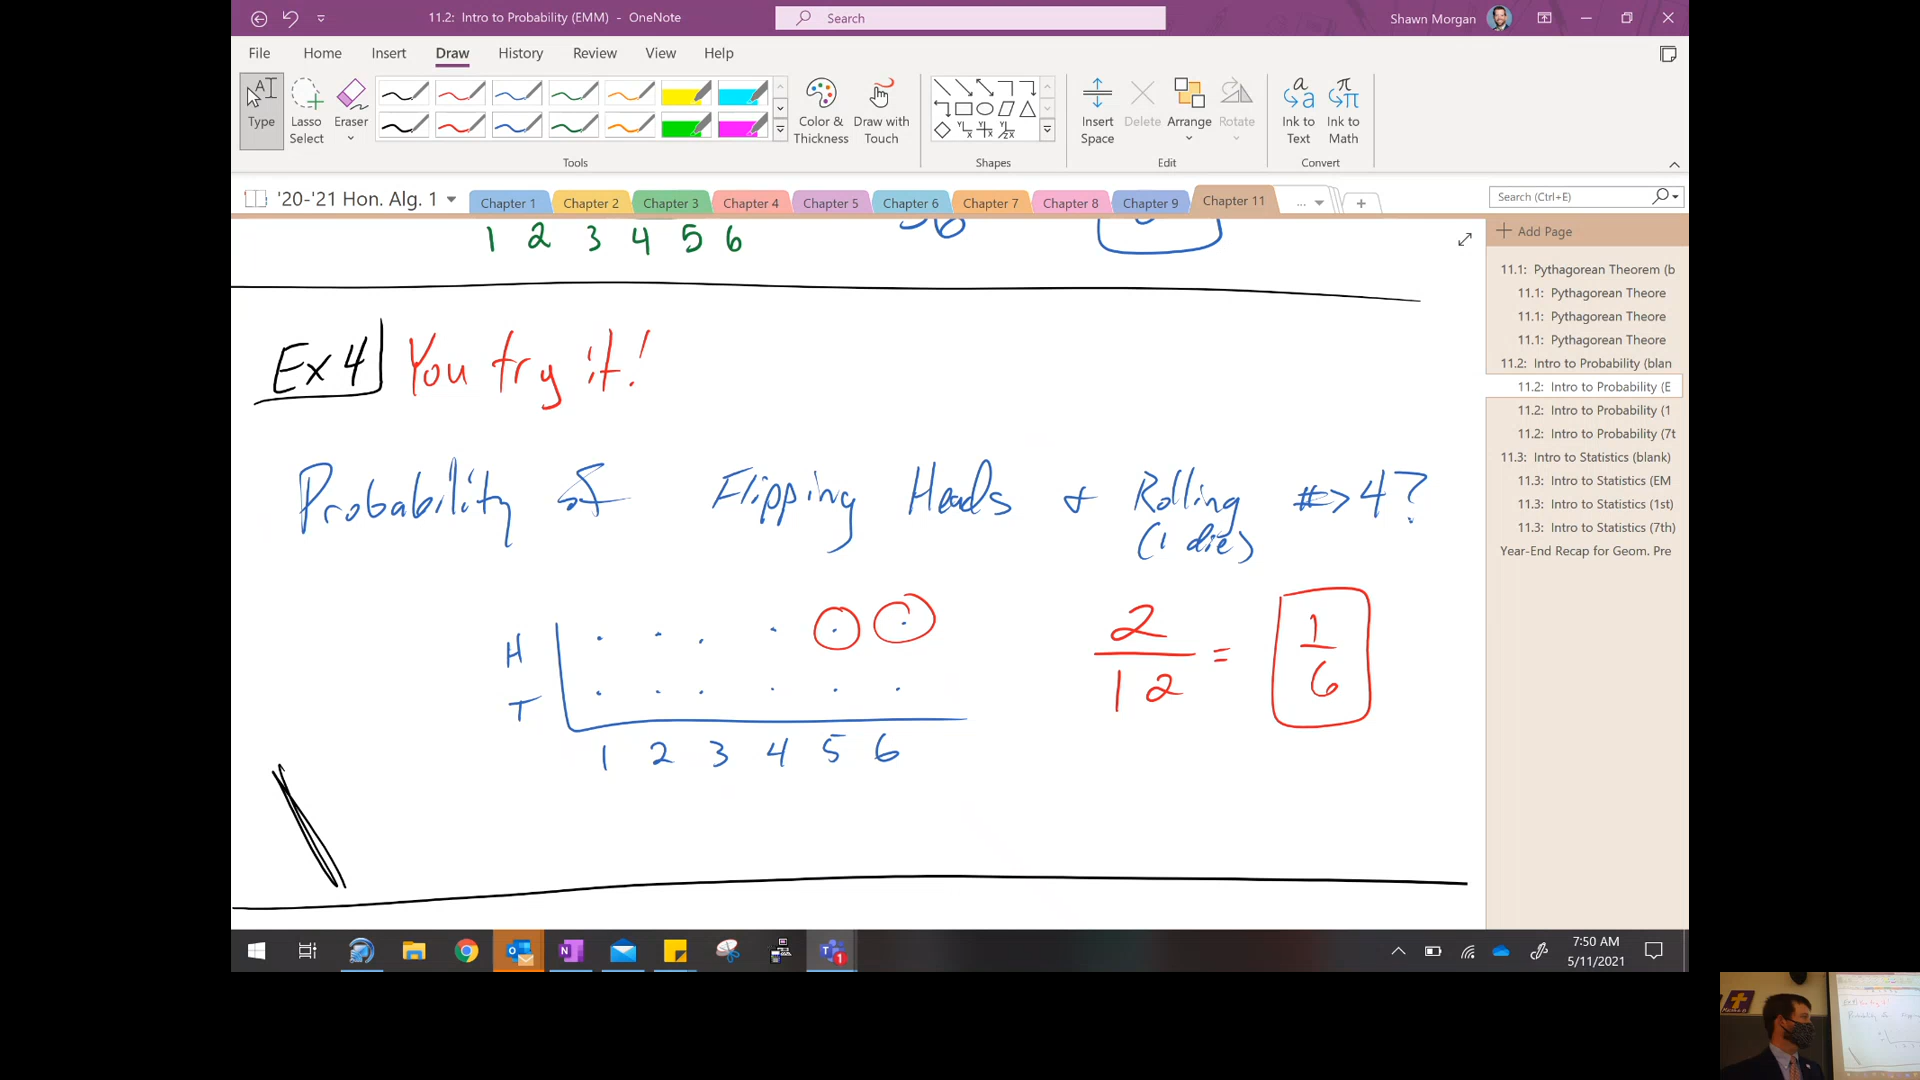 11.2: Intro to Probability (EMM) - OneNote
Search
Shawn Morgan
File Home Insert Draw History Review View Help
Type
Lasso Select
Eraser
Color & Thickness
Draw with Touch
Insert Space
Delete
Arrange
Rotate
Ink to Text
Ink to Math
Tools
Shapes
Edit
Convert
'20-'21 Hon. Alg. 1
Chapter 1 Chapter 2 Chapter 3 Chapter 4 Chapter 5 Chapter 6 Chapter 7 Chapter 8 Chapter 9 Chapter 11 ...
Search (Ctrl+E)
Add Page
11.1: Pythagorean Theorem (b
11.1: Pythagorean Theore
11.1: Pythagorean Theore
11.1: Pythagorean Theore
11.2: Intro to Probability (blan
11.2: Intro to Probability (E
11.2: Intro to Probability (1
11.2: Intro to Probability (7t
11.3: Intro to Statistics (blank)
11.3: Intro to Statistics (EM
11.3: Intro to Statistics (1st)
11.3: Intro to Statistics (7th)
Year-End Recap for Geom. Pre
1 2 3 4 5 6
36
Ex 4 You try it!
Probability of Flipping Heads + Rolling # > 4?
(1 die)
H
T
1 2 3 4 5 6
2
12
=
1
6
7:50 AM
5/11/2021